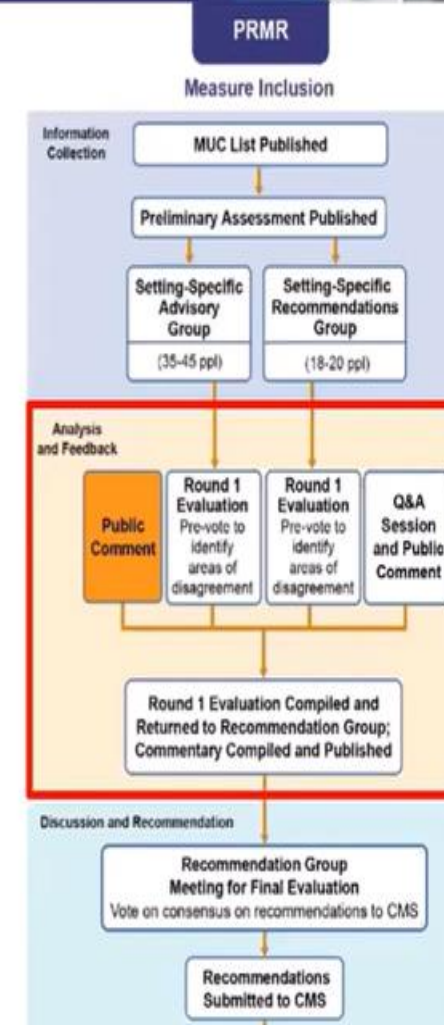 PRMR
Measure Inclusion
Information
Collection
MUC List Published
Preliminary Assessment Published
Setting-Specific
Advisory
Group
(35-45 ppl)
Setting-Specific
Recommendations
Group
(18-20 ppl)
Analysis
and Feedback
Public
Comment
Round 1
Evaluation
Pre-vote to
identify
areas of
disagreement
Round 1
Evaluation
Pre-vote to
identify
areas of
disagreement
Q&A
Session
and Public
Comment
Round 1 Evaluation Compiled and
Returned to Recommendation Group;
Commentary Compiled and Published
Discussion and Recommendation
Recommendation Group
Meeting for Final Evaluation
Vote on consensus on recommendations to CMS
Recommendations
Submitted to CMS